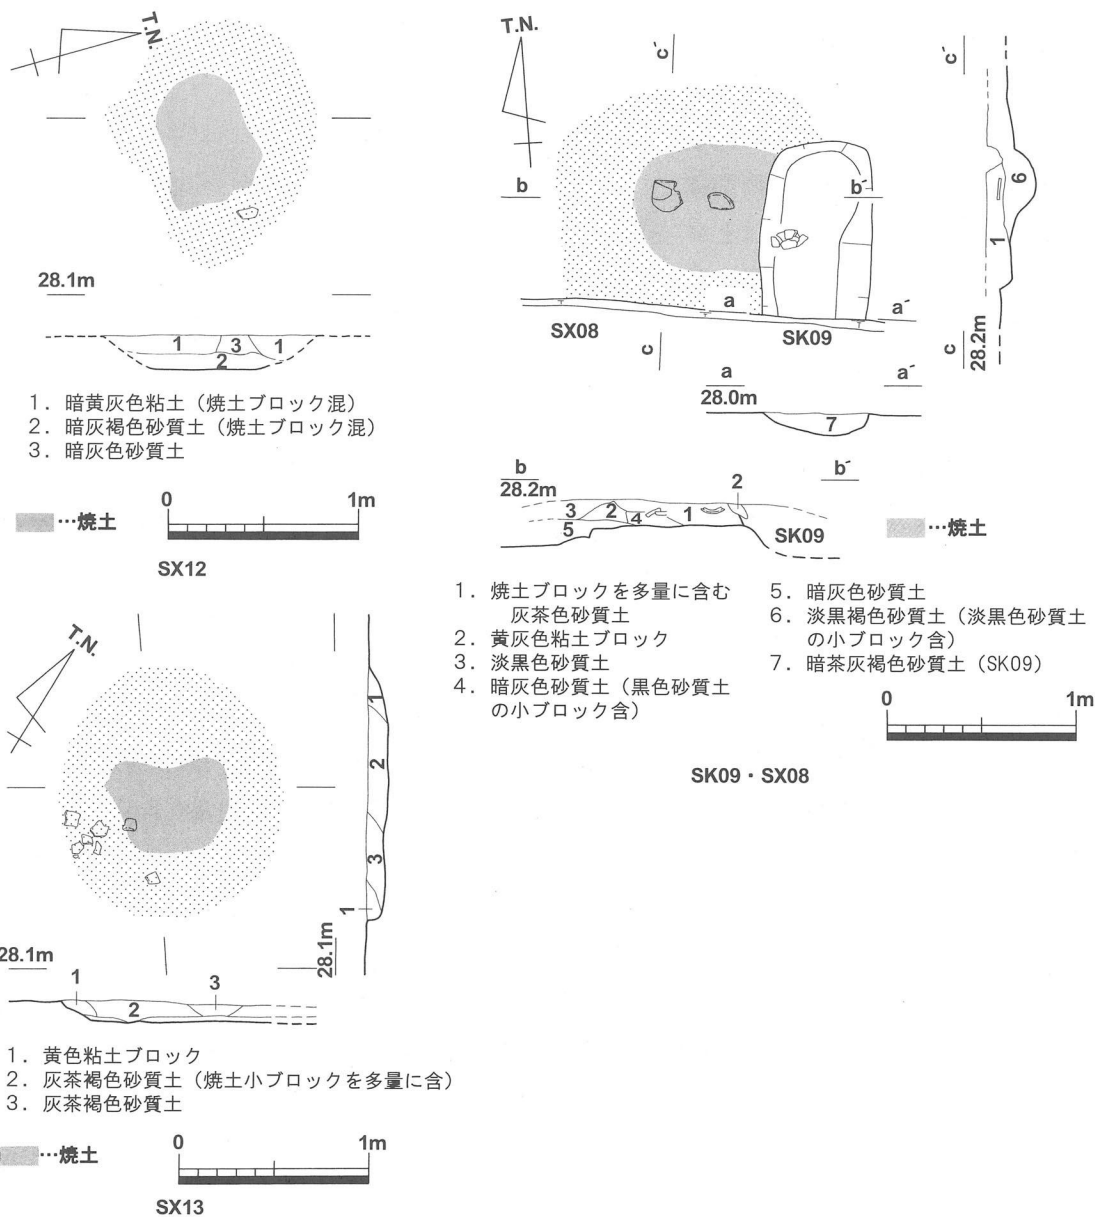 T.N.
28.1m
1
3
1
2
1. 暗黄灰色粘土（焼土ブロック混）
2. 暗灰褐色砂質土（焼土ブロック混）
3. 暗灰色砂質土
…焼土
0
1m
SX12
T.N.
c´
b
b´
a
a´
SX08
SK09
c
c´
6
1
c
28.2m
a
a´
28.0m
7
b
b´
28.2m
2
3
2
4
1
5
SK09
…焼土
1. 焼土ブロックを多量に含む
灰茶色砂質土
2. 黄灰色粘土ブロック
3. 淡黒色砂質土
4. 暗灰色砂質土（黒色砂質土
の小ブロック含）
5. 暗灰色砂質土
6. 淡黒褐色砂質土（淡黒色砂質土
の小ブロック含）
7. 暗茶灰褐色砂質土（SK09）
0
1m
SK09・SX08
T.N.
1
2
3
1
28.1m
28.1m
1
2
3
1. 黄色粘土ブロック
2. 灰茶褐色砂質土（焼土小ブロックを多量に含）
3. 灰茶褐色砂質土
…焼土
0
1m
SX13